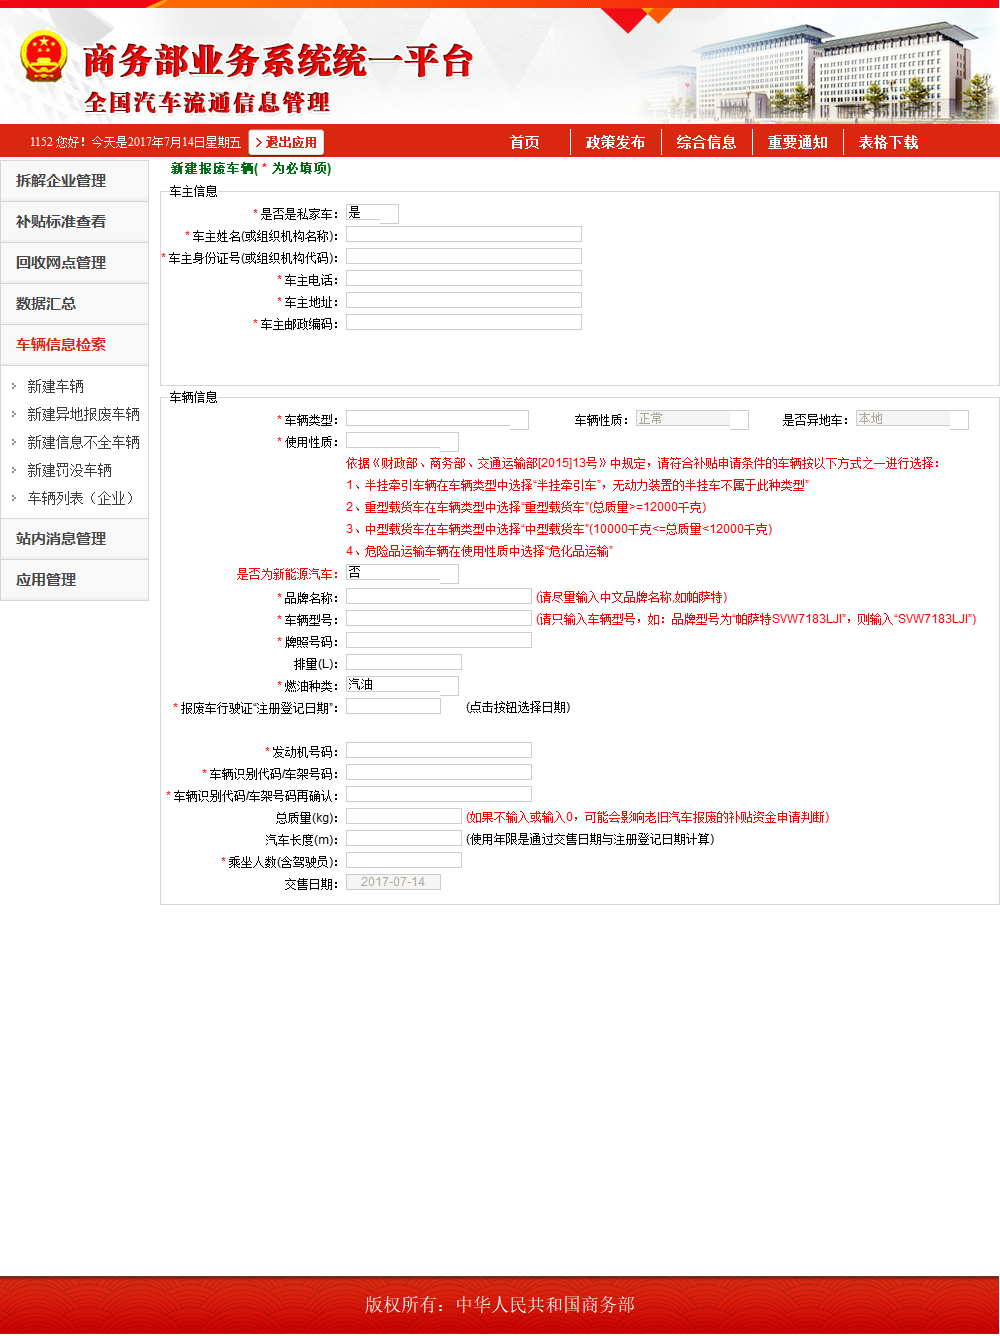 商务部业务系统统一平台
全国汽车流通信息管理
1152 您好！今天是2017年7月14日星期五 退出应用 首页 政策发布 综合信息 重要通知 表格下载
拆解企业管理
补贴标准查看
回收网点管理
数据汇总
车辆信息检索
新建车辆
新建异地报废车辆
新建信息不全车辆
新建罚没车辆
车辆列表（企业）
站内消息管理
应用管理
新建报废车辆( * 为必填项)
车主信息
* 是否是私家车： 是
* 车主姓名(或组织机构名称)：
* 车主身份证号(或组织机构代码)：
* 车主电话：
* 车主地址：
* 车主邮政编码：
车辆信息
* 车辆类型： 车辆性质： 正常 是否异地车： 本地
* 使用性质：
依据《财政部、商务部、交通运输部[2015]13号》中规定，请符合补贴申请条件的车辆按以下方式之一进行选择：
1、半挂牵引车辆在车辆类型中选择“半挂牵引车”，无动力装置的半挂车不属于此种类型”
2、重型载货车在车辆类型中选择“重型载货车”(总质量>=12000千克)
3、中型载货车在车辆类型中选择“中型载货车”(10000千克<=总质量<12000千克)
4、危险品运输车辆在使用性质中选择“危化品运输”
是否为新能源汽车： 否
* 品牌名称： (请尽量输入中文品牌名称,如帕萨特)
* 车辆型号： (请只输入车辆型号，如：品牌型号为“帕萨特SVW7183LJI”，则输入“SVW7183LJI”)
* 牌照号码：
排量(L)：
* 燃油种类： 汽油
* 报废车行驶证“注册登记日期”： (点击按钮选择日期)
* 发动机号码：
* 车辆识别代码/车架号码：
* 车辆识别代码/车架号码再确认：
总质量(kg)： (如果不输入或输入0，可能会影响老旧汽车报废的补贴资金申请判断)
汽车长度(m)： (使用年限是通过交售日期与注册登记日期计算)
* 乘坐人数(含驾驶员)：
交售日期： 2017-07-14
版权所有：中华人民共和国商务部